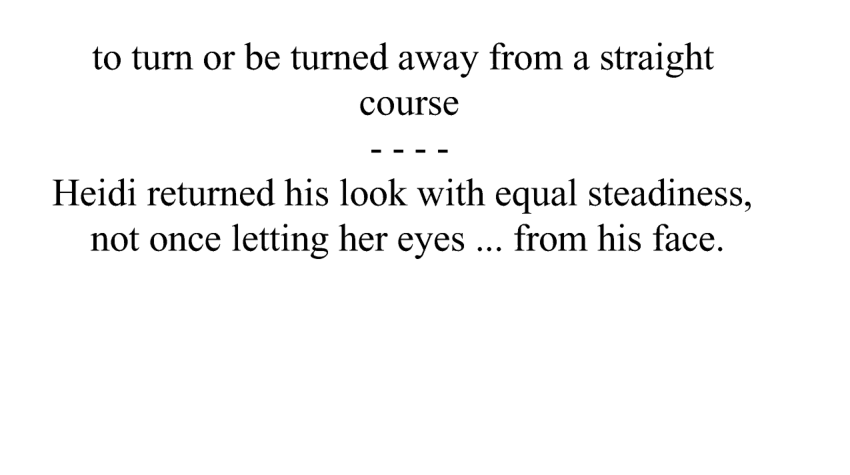 to turn or be turned away from a straight
course
- - - -
Heidi returned his look with equal steadiness,
not once letting her eyes ... from his face.